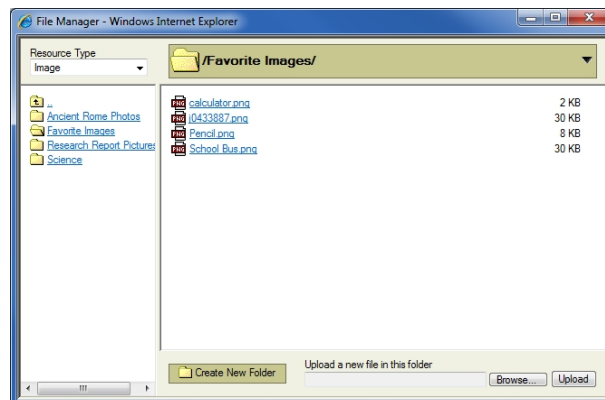 File Manager - Windows Internet Explorer
Resource Type
Image
/Favorite Images/
..
Ancient Rome Photos
Favorite Images
Research Report Pictures
Science
calculator.png 2 KB
j0433887.png 30 KB
Pencil.png 8 KB
School Bus.png 30 KB
Create New Folder
Upload a new file in this folder
Browse... Upload